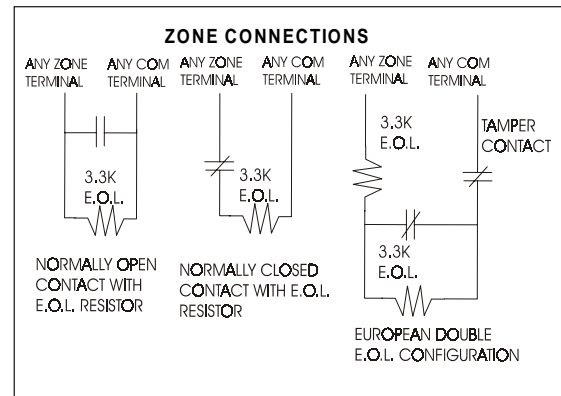 ZONE CONNECTIONS
ANY ZONE TERMINAL
ANY COM TERMINAL
ANY ZONE TERMINAL
ANY COM TERMINAL
ANY ZONE TERMINAL
ANY COM TERMINAL
3.3K
E.O.L.
NORMALLY OPEN
CONTACT WITH
E.O.L. RESISTOR
3.3K
E.O.L.
NORMALLY CLOSED
CONTACT WITH E.O.L.
RESISTOR
3.3K
E.O.L.
TAMPER
CONTACT
3.3K
E.O.L.
EUROPEAN DOUBLE
E.O.L. CONFIGURATION